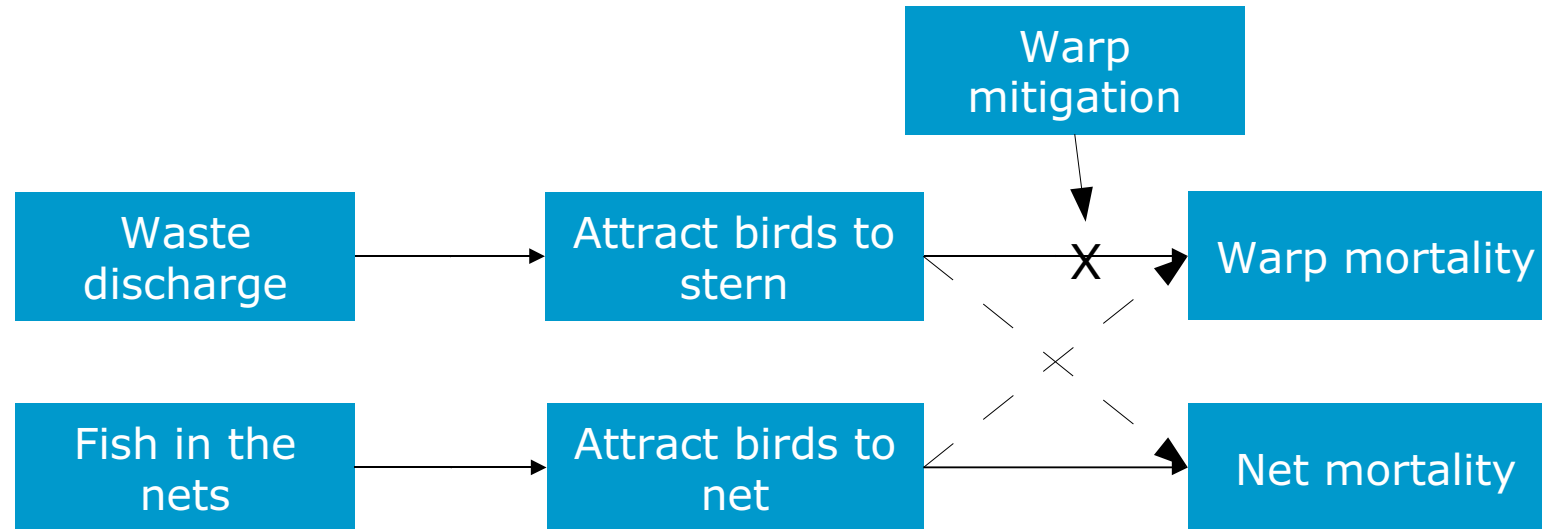 Warp
mitigation
Waste
discharge
Attract birds to
stern
X
Warp mortality
Fish in the
nets
Attract birds to
net
Net mortality